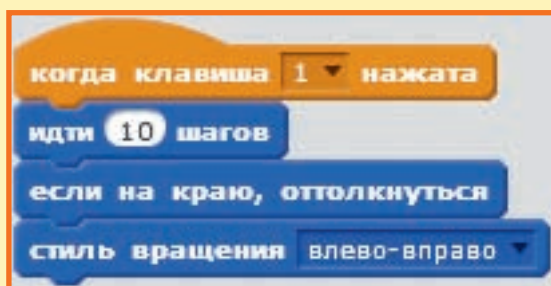 когда клавиша 1 нажата
идти 10 шагов
если на краю, оттолкнуться
стиль вращения влево-вправо